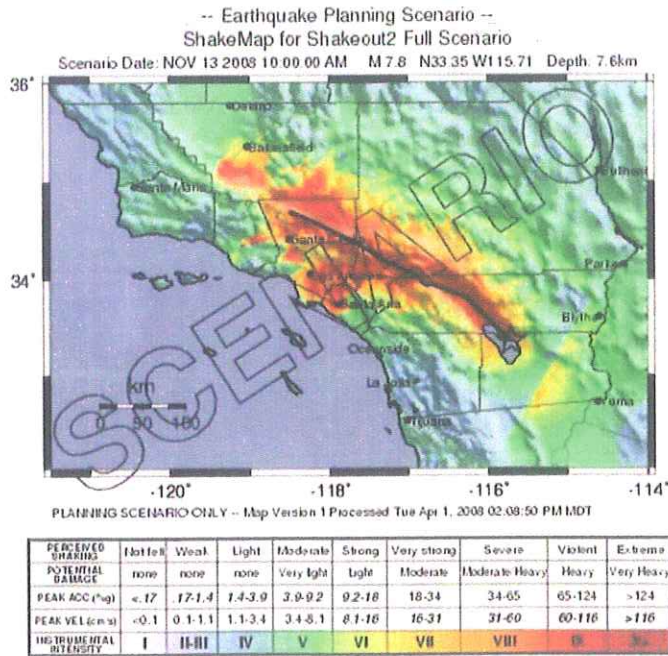 -- Earthquake Planning Scenario --
ShakeMap for Shakeout2 Full Scenario
Scenario Date: NOV 13 2008 10:00:00 AM M 7.8 N33.35 W115.71 Depth: 7.6km
36°
Delano
Bakersfield
Santa Maria
Santa
34°
Santa Ana
Parker
Blythe
Oceanside
La Jolla
Yuma
Tijuana
SCENARIO
km
0 50 100
-120° -118° -116° -114°
PLANNING SCENARIO ONLY -- Map Version 1 Processed Tue Apr 1, 2008 02:08:50 PM MDT
PERCEIVED SHAKING Not felt Weak Light Moderate Strong Very strong Severe Violent Extreme
POTENTIAL DAMAGE none none none Very light Light Moderate Moderate/Heavy Heavy Very Heavy
PEAK ACC (%g) <.17 .17-1.4 1.4-3.9 3.9-9.2 9.2-18 18-34 34-65 65-124 >124
PEAK VEL (cm/s) <0.1 0.1-1.1 1.1-3.4 3.4-8.1 8.1-16 16-31 31-60 60-116 >116
INSTRUMENTAL INTENSITY I II-III IV V VI VII VIII IX X+